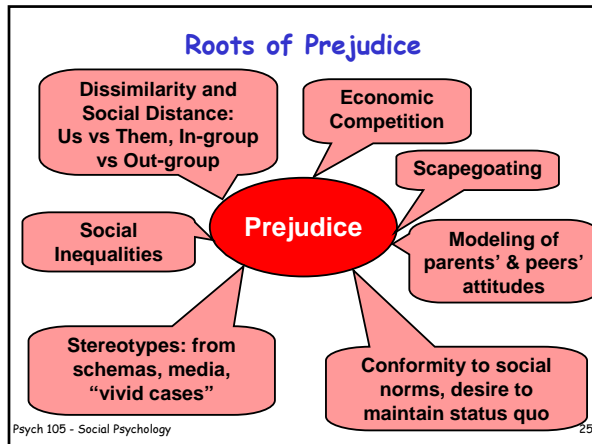 Roots of Prejudice
Dissimilarity and
Social Distance:
Us vs Them, In-group
vs Out-group
Economic
Competition
Scapegoating
Prejudice
Social
Inequalities
Modeling of
parents’ & peers’
attitudes
Stereotypes: from
schemas, media,
“vivid cases”
Conformity to social
norms, desire to
maintain status quo
Psych 105 - Social Psychology
25